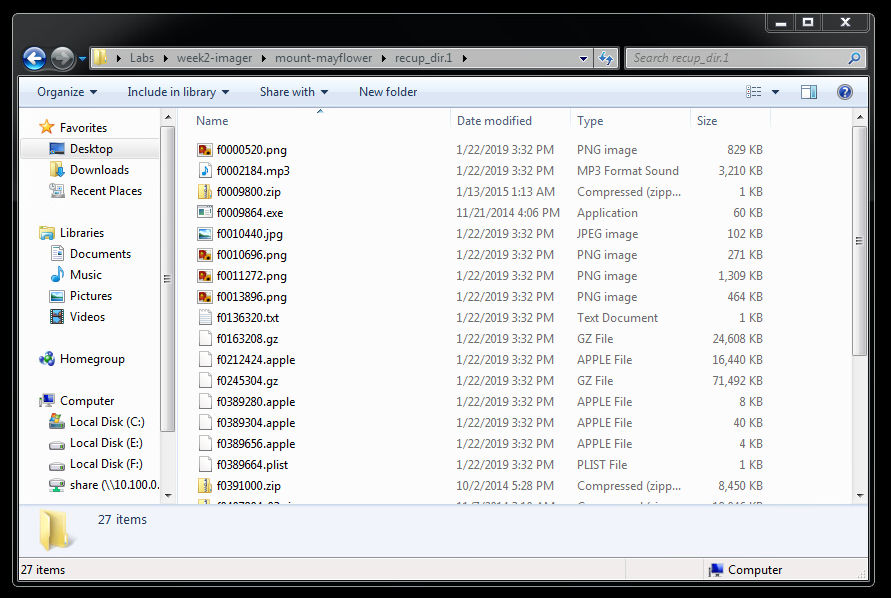 Labs week2-imager mount-mayflower recup_dir.1
Search recup_dir.1
Organize Include in library Share with New folder
Favorites
Desktop
Downloads
Recent Places
Libraries
Documents
Music
Pictures
Videos
Homegroup
Computer
Local Disk (C:)
Local Disk (E:)
Local Disk (F:)
share (\\10.100.0.
Name Date modified Type Size
f0000520.png 1/22/2019 3:32 PM PNG image 829 KB
f0002184.mp3 1/22/2019 3:32 PM MP3 Format Sound 3,210 KB
f0009800.zip 1/13/2015 1:13 AM Compressed (zipp... 1 KB
f0009864.exe 11/21/2014 4:06 PM Application 60 KB
f0010440.jpg 1/22/2019 3:32 PM JPEG image 102 KB
f0010696.png 1/22/2019 3:32 PM PNG image 271 KB
f0011272.png 1/22/2019 3:32 PM PNG image 1,309 KB
f0013896.png 1/22/2019 3:32 PM PNG image 464 KB
f0136320.txt 1/22/2019 3:32 PM Text Document 1 KB
f0163208.gz 1/22/2019 3:32 PM GZ File 24,608 KB
f0212424.apple 1/22/2019 3:32 PM APPLE File 16,440 KB
f0245304.gz 1/22/2019 3:32 PM GZ File 71,492 KB
f0389280.apple 1/22/2019 3:32 PM APPLE File 8 KB
f0389304.apple 1/22/2019 3:32 PM APPLE File 40 KB
f0389656.apple 1/22/2019 3:32 PM APPLE File 4 KB
f0389664.plist 1/22/2019 3:32 PM PLIST File 1 KB
f0391000.zip 10/2/2014 5:28 PM Compressed (zipp... 8,450 KB
27 items
27 items
Computer